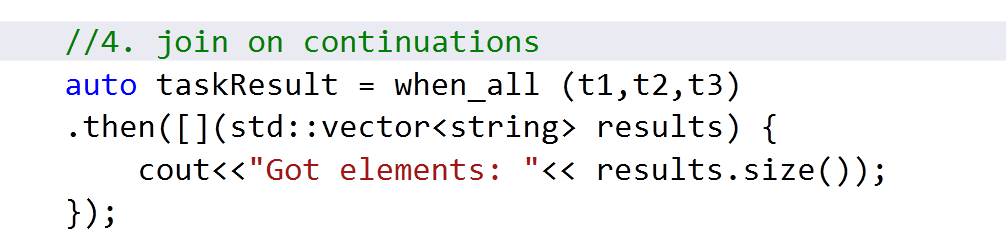 //4. join on continuations
auto taskResult = when_all (t1,t2,t3)
.then([](std::vector<string> results) {
    cout<<"Got elements: "<< results.size());
});